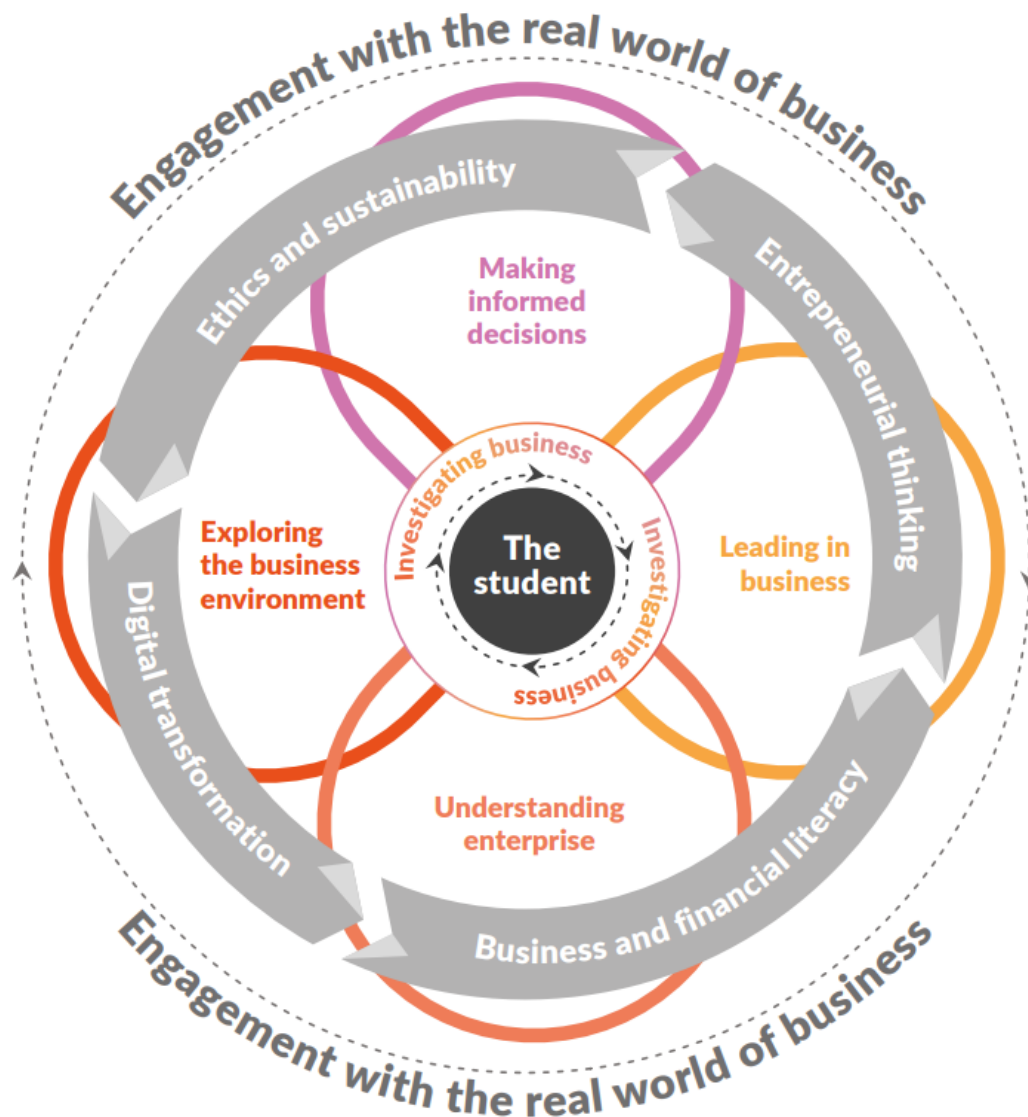 Engagement with the real world of business
Ethics and sustainability
Entrepreneurial thinking
Making
informed
decisions
Investigating business
Investigating business
The
student
Exploring
the business
environment
Leading in
business
Digital transformation
Understanding
enterprise
Business and financial literacy
Engagement with the real world of business